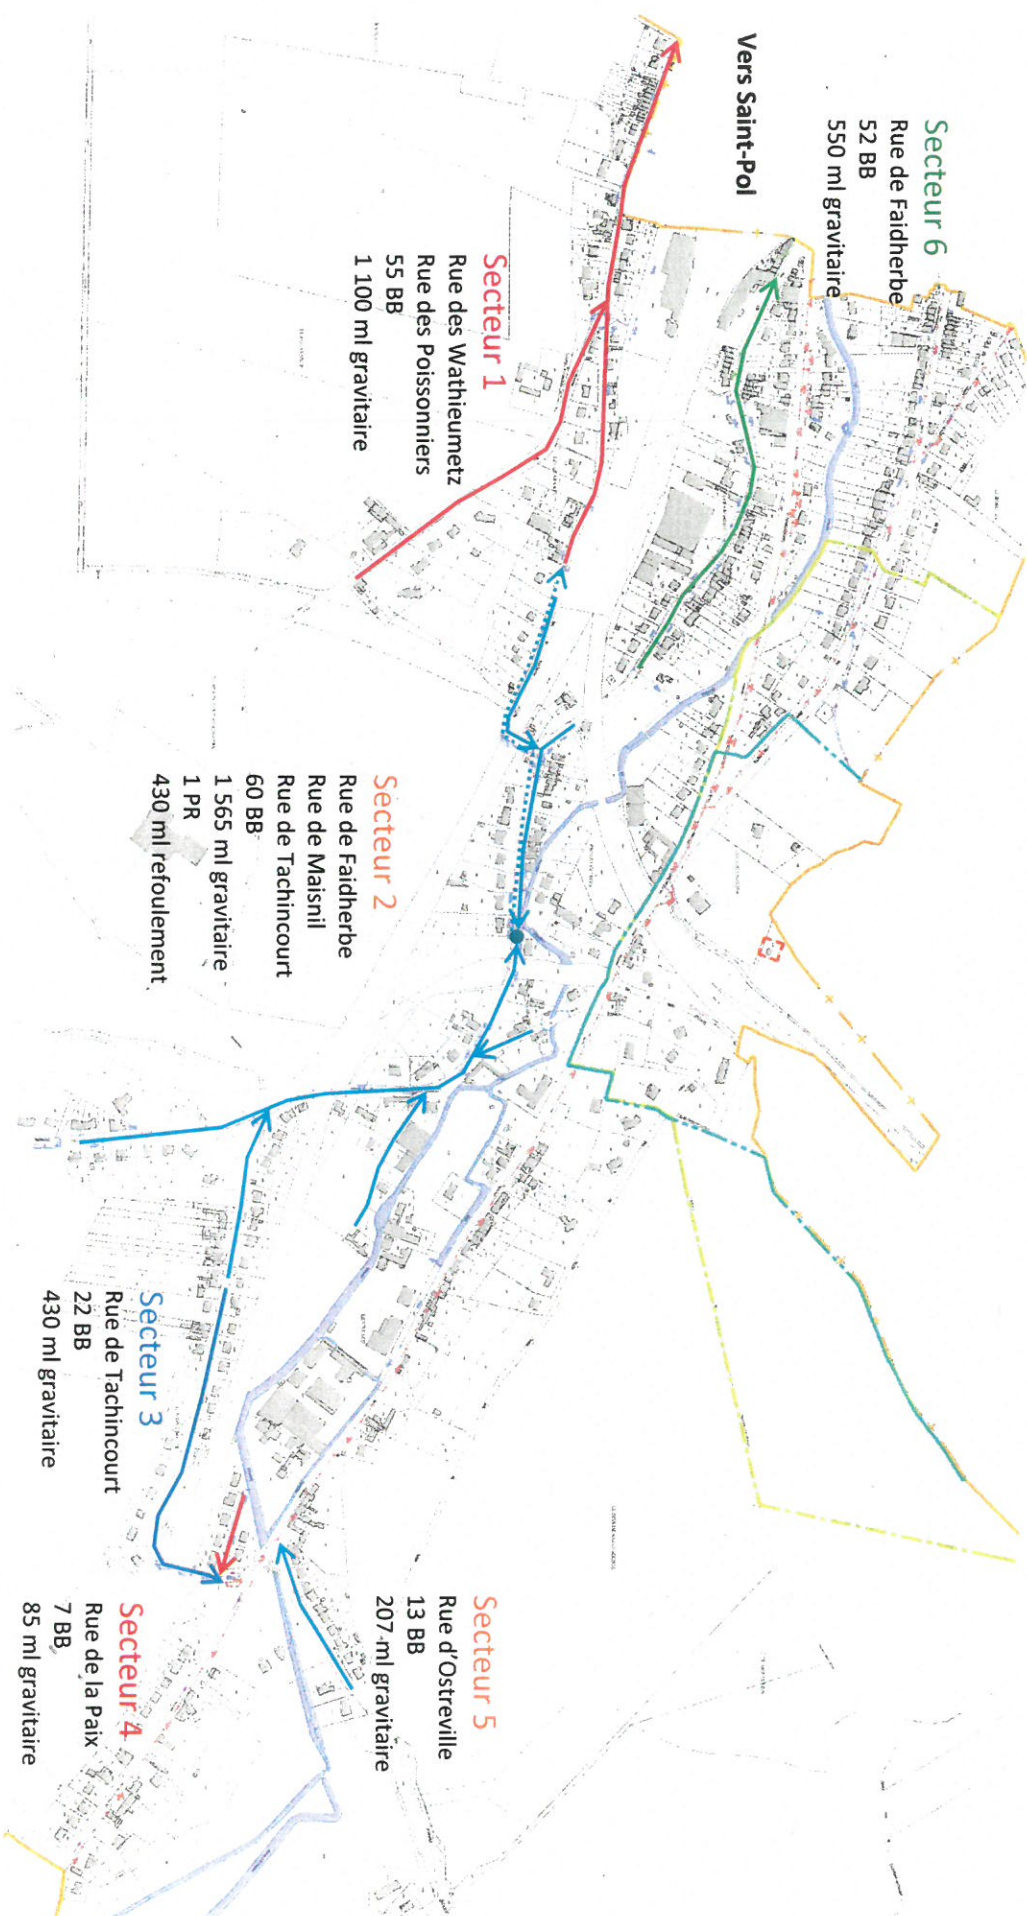 Vers Saint-Pol
Secteur 6
Rue de Faidherbe
52 BB
550 ml gravitaire
Secteur 1
Rue des Wathieumetz
Rue des Poissonniers
55 BB
1 100 ml gravitaire
Secteur 2
Rue de Faidherbe
Rue de Maisnil
Rue de Tachincourt
60 BB
1 565 ml gravitaire
1 PR
430 ml refoulement
Secteur 3
Rue de Tachincourt
22 BB
430 ml gravitaire
Secteur 5
Rue d'Ostreville
13 BB
207 ml gravitaire
Secteur 4
Rue de la Paix
7 BB
85 ml gravitaire